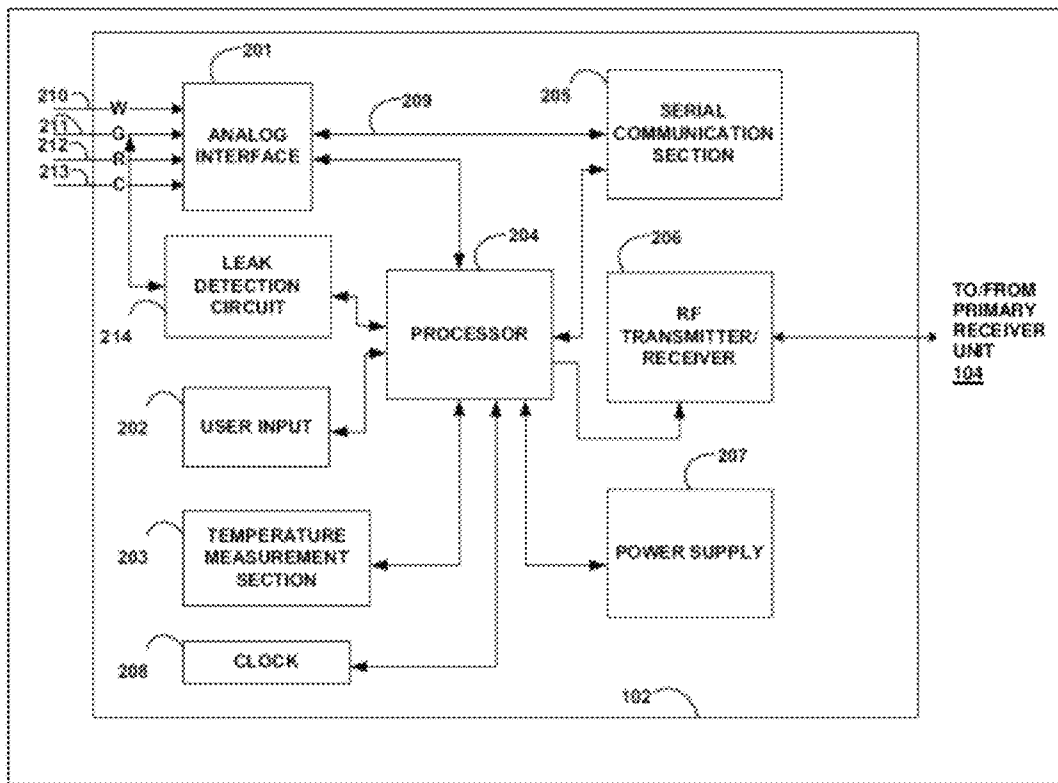 201
210
W
211
G
212
R
213
C
ANALOG
INTERFACE
209
205
SERIAL
COMMUNICATION
SECTION
LEAK
DETECTION
CIRCUIT
214
204
PROCESSOR
206
RF
TRANSMITTER/
RECEIVER
TO/FROM
PRIMARY
RECEIVER
UNIT
104
202
USER INPUT
207
POWER SUPPLY
203
TEMPERATURE
MEASUREMENT
SECTION
208
CLOCK
102